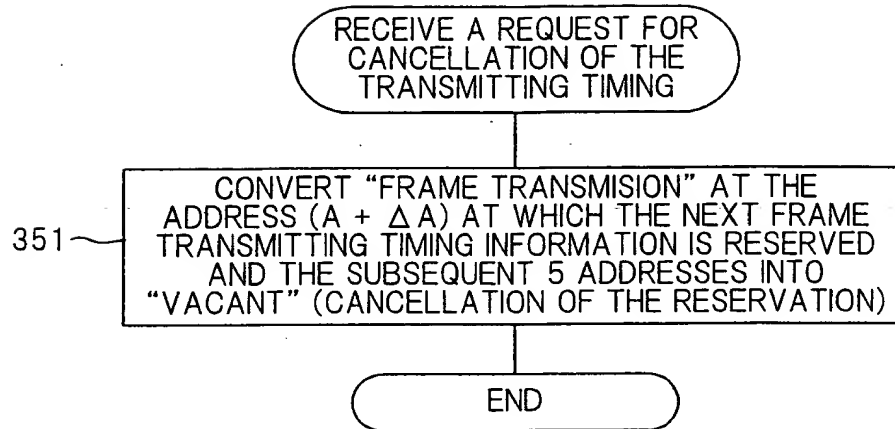 RECEIVE A REQUEST FOR
CANCELLATION OF THE
TRANSMITTING TIMING
351
CONVERT “FRAME TRANSMISION” AT THE
ADDRESS (A + △A) AT WHICH THE NEXT FRAME
TRANSMITTING TIMING INFORMATION IS RESERVED
AND THE SUBSEQUENT 5 ADDRESSES INTO
“VACANT” (CANCELLATION OF THE RESERVATION)
END